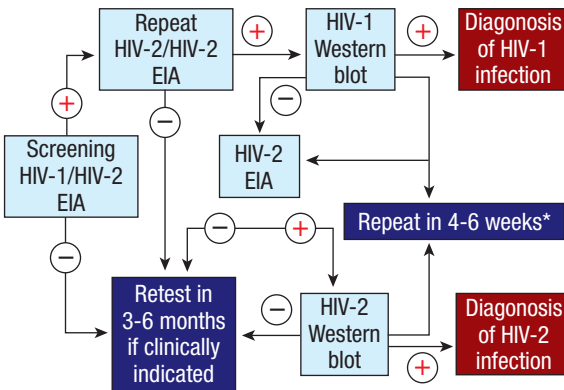 Repeat
HIV-2/HIV-2
EIA
+
HIV-1
Western
blot
+
Diagonosis
of HIV-1
infection
+
−
−
Screening
HIV-1/HIV-2
EIA
HIV-2
EIA
Repeat in 4-6 weeks*
−
−
+
Retest in
3-6 months
if clinically
indicated
−
HIV-2
Western
blot
+
Diagonosis
of HIV-2
infection